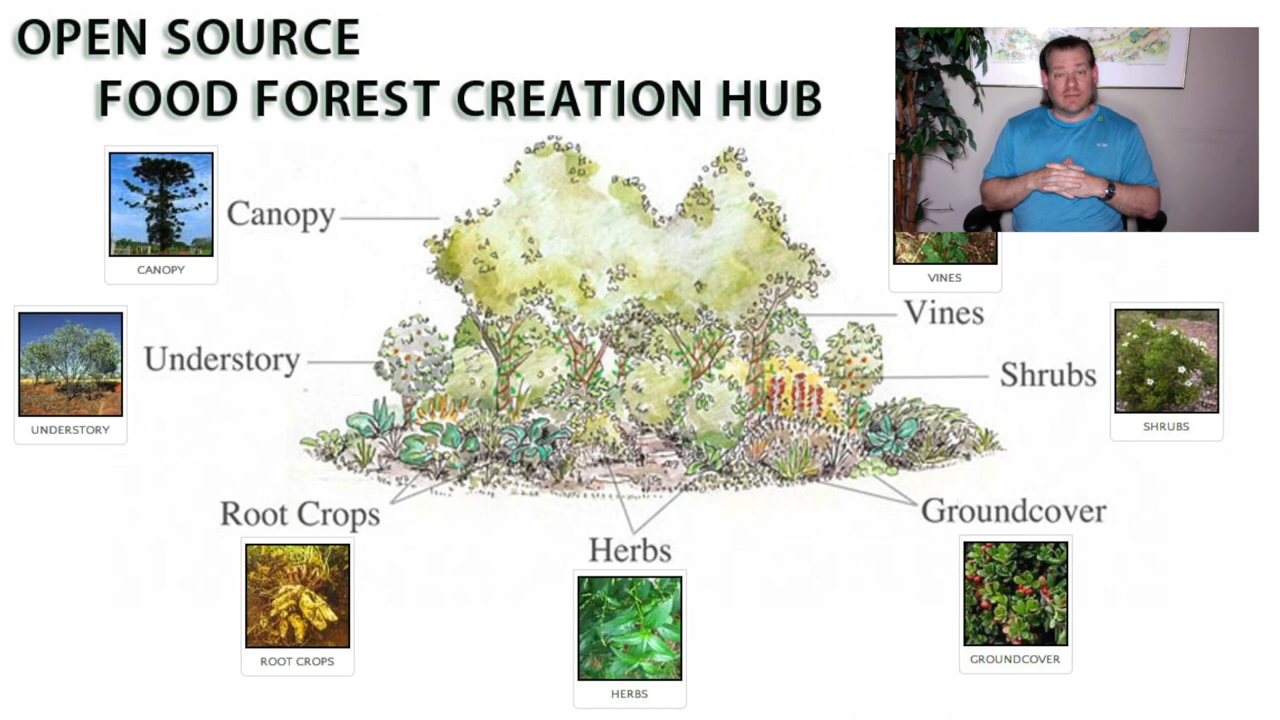 OPEN SOURCE
FOOD FOREST CREATION HUB
CANOPY
Canopy
VINES
Vines
UNDERSTORY
Understory
Shrubs
SHRUBS
Root Crops
ROOT CROPS
Herbs
HERBS
Groundcover
GROUNDCOVER